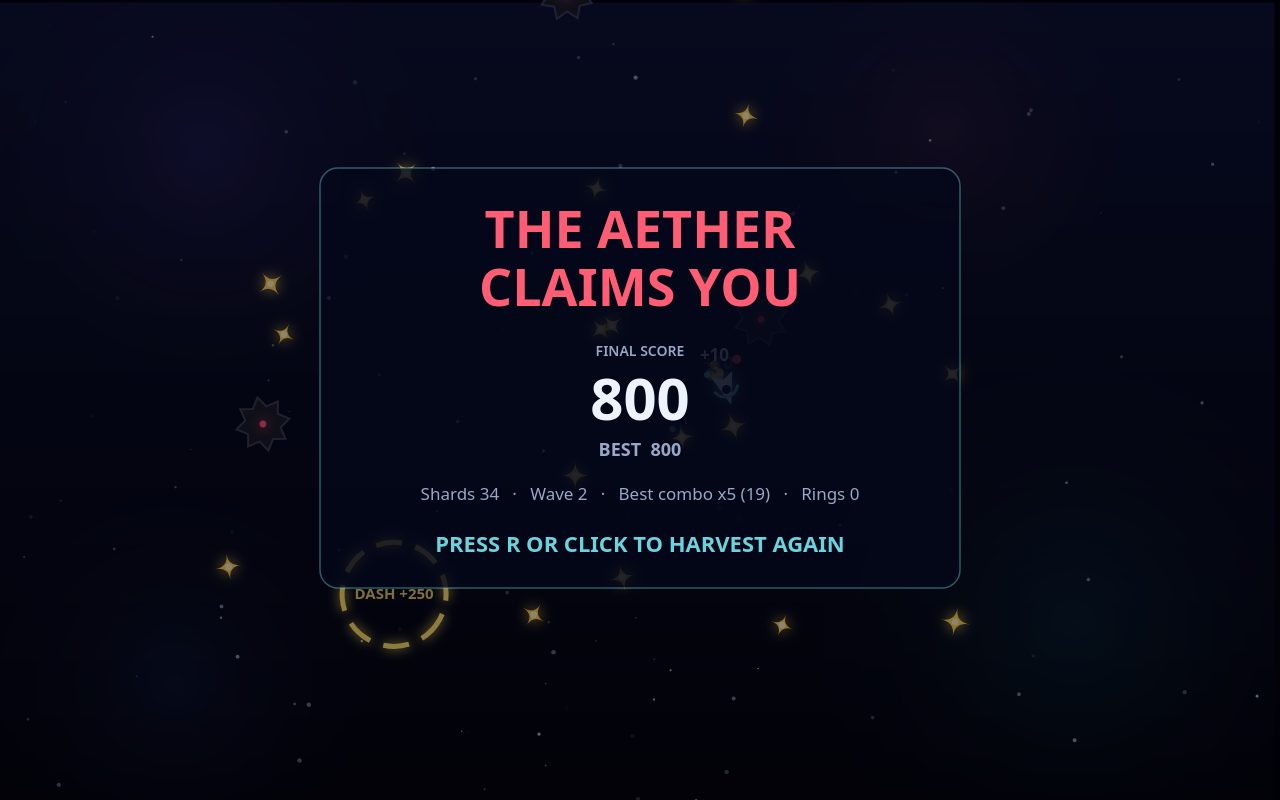 THE AETHER
CLAIMS YOU
FINAL SCORE
+10
800
BEST 800
Shards 34 · Wave 2 · Best combo x5 (19) · Rings 0
PRESS R OR CLICK TO HARVEST AGAIN
DASH +250